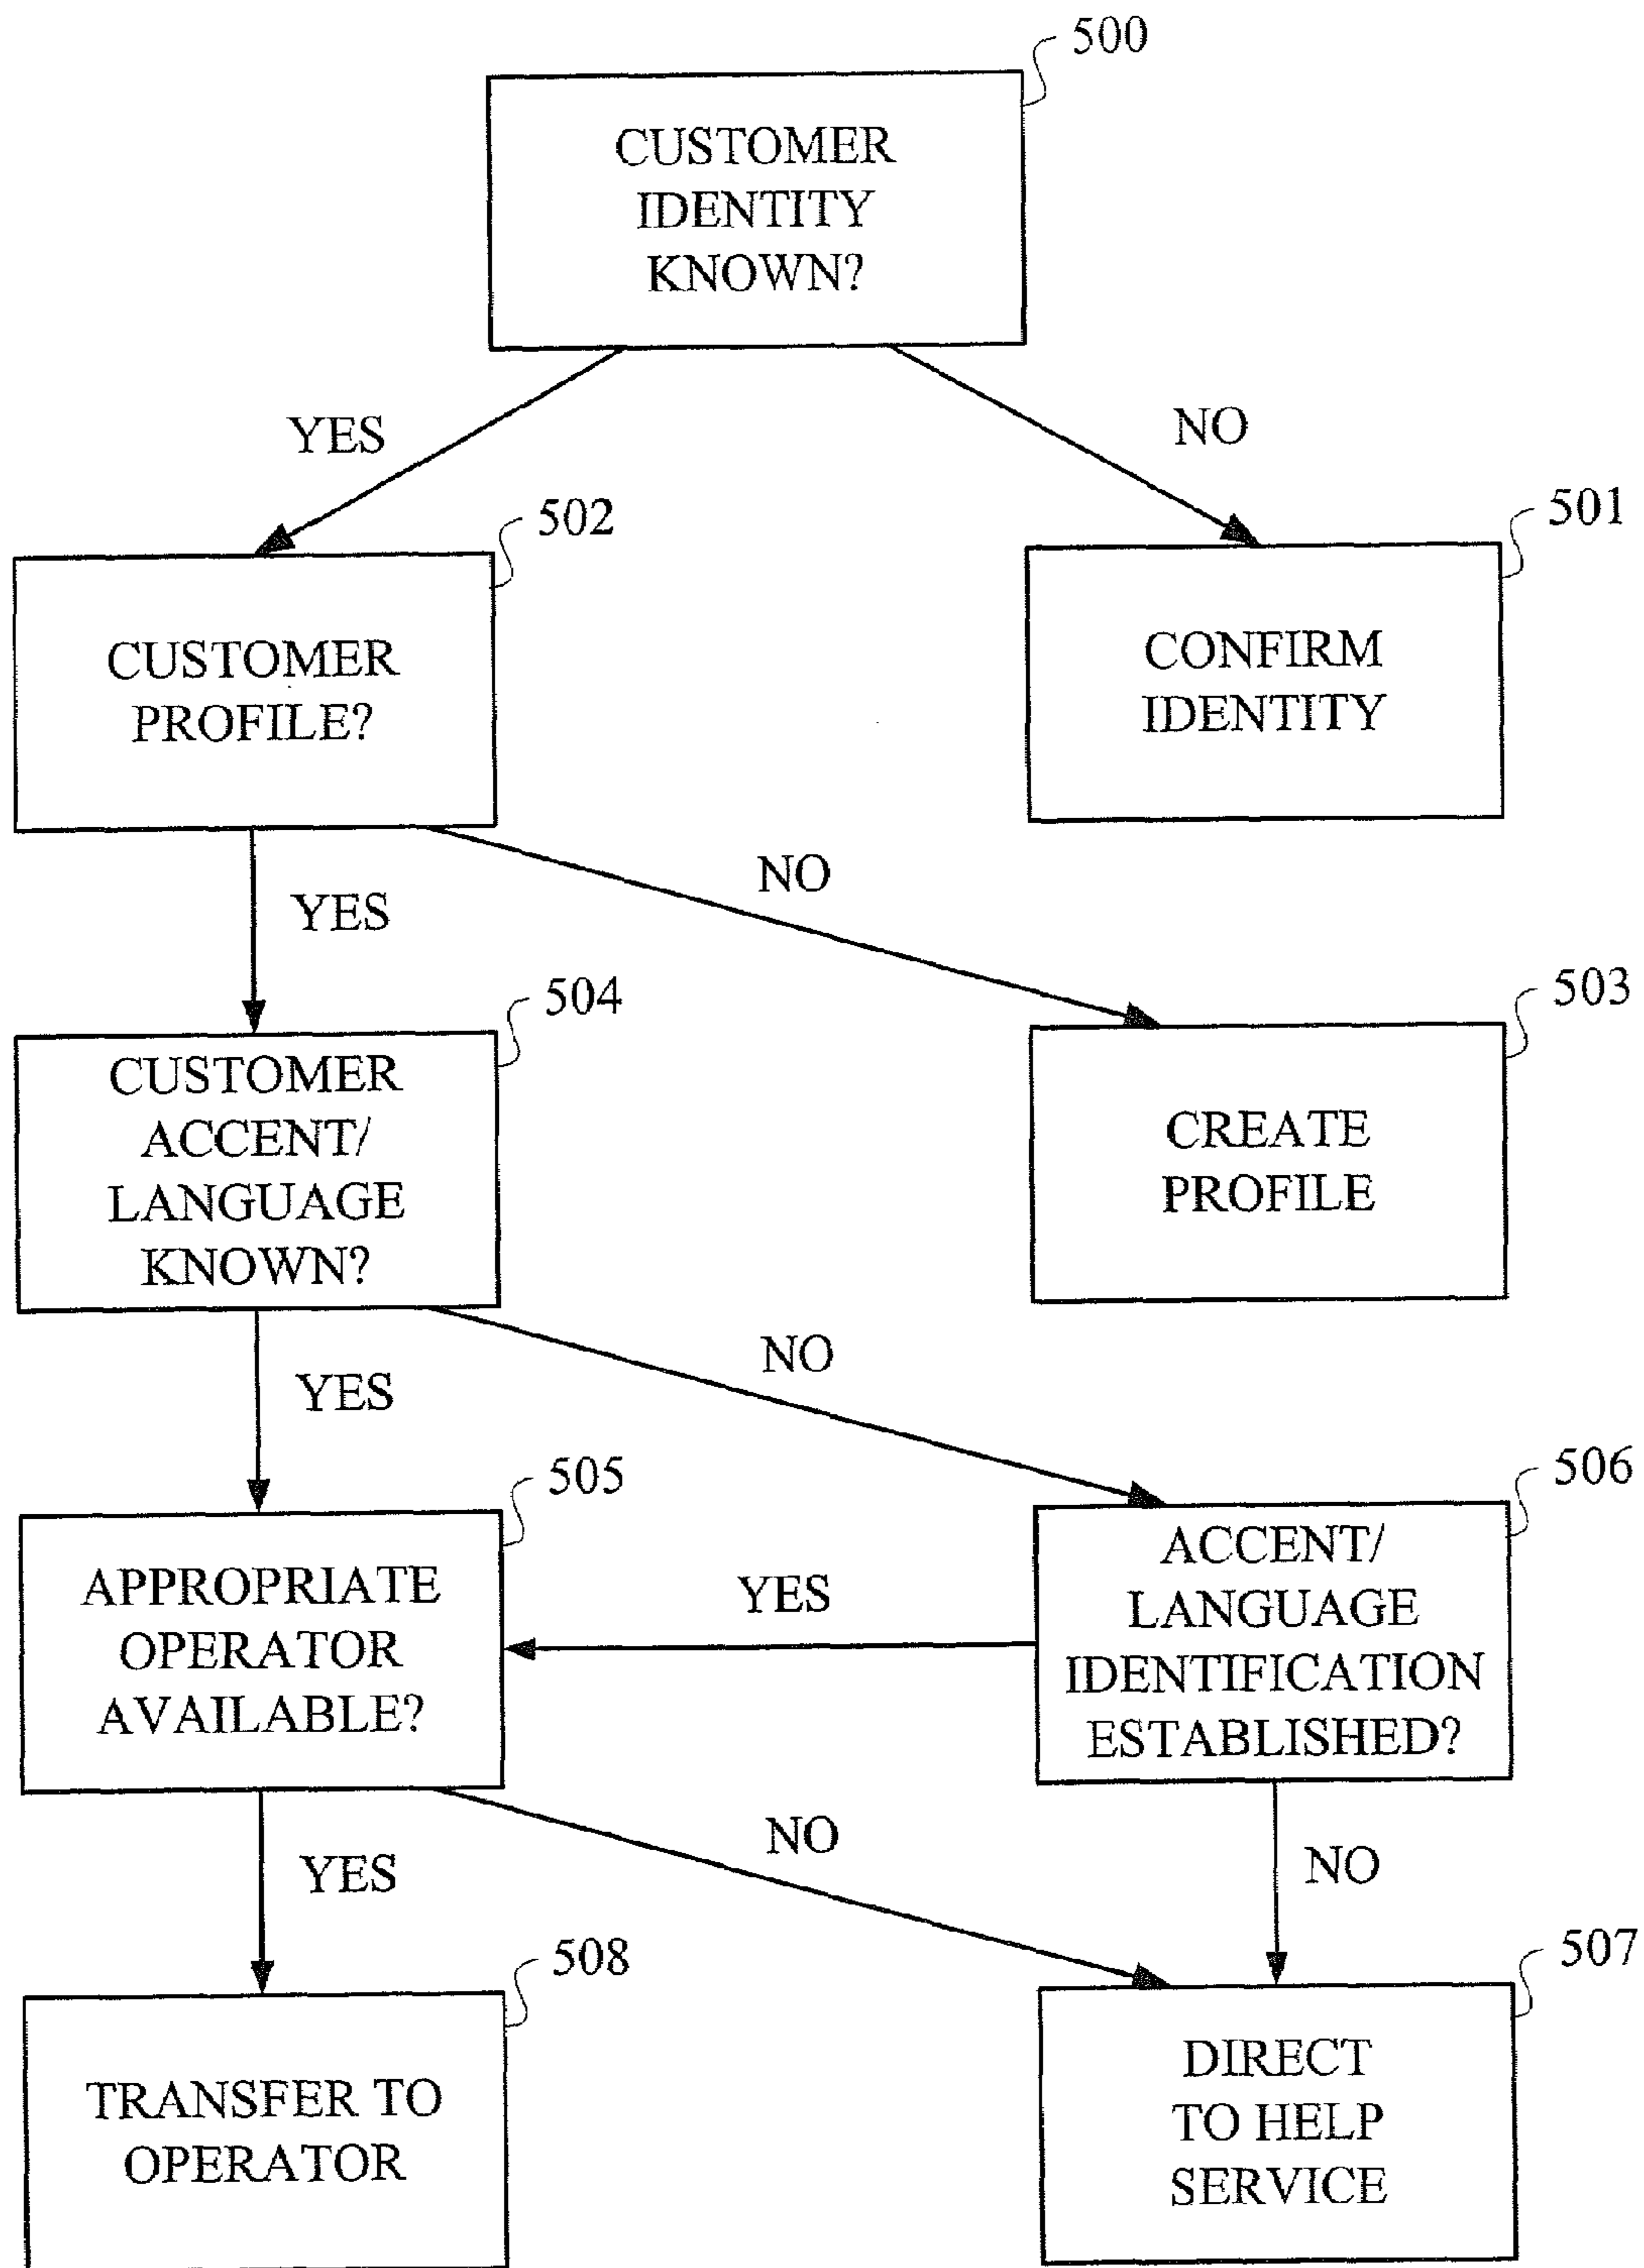 500
CUSTOMER
IDENTITY
KNOWN?
YES
NO
502
501
CUSTOMER
PROFILE?
CONFIRM
IDENTITY
YES
NO
504
503
CUSTOMER
ACCENT/
LANGUAGE
KNOWN?
CREATE
PROFILE
YES
NO
505
506
APPROPRIATE
OPERATOR
AVAILABLE?
YES
ACCENT/
LANGUAGE
IDENTIFICATION
ESTABLISHED?
YES
NO
NO
508
507
TRANSFER TO
OPERATOR
DIRECT
TO HELP
SERVICE